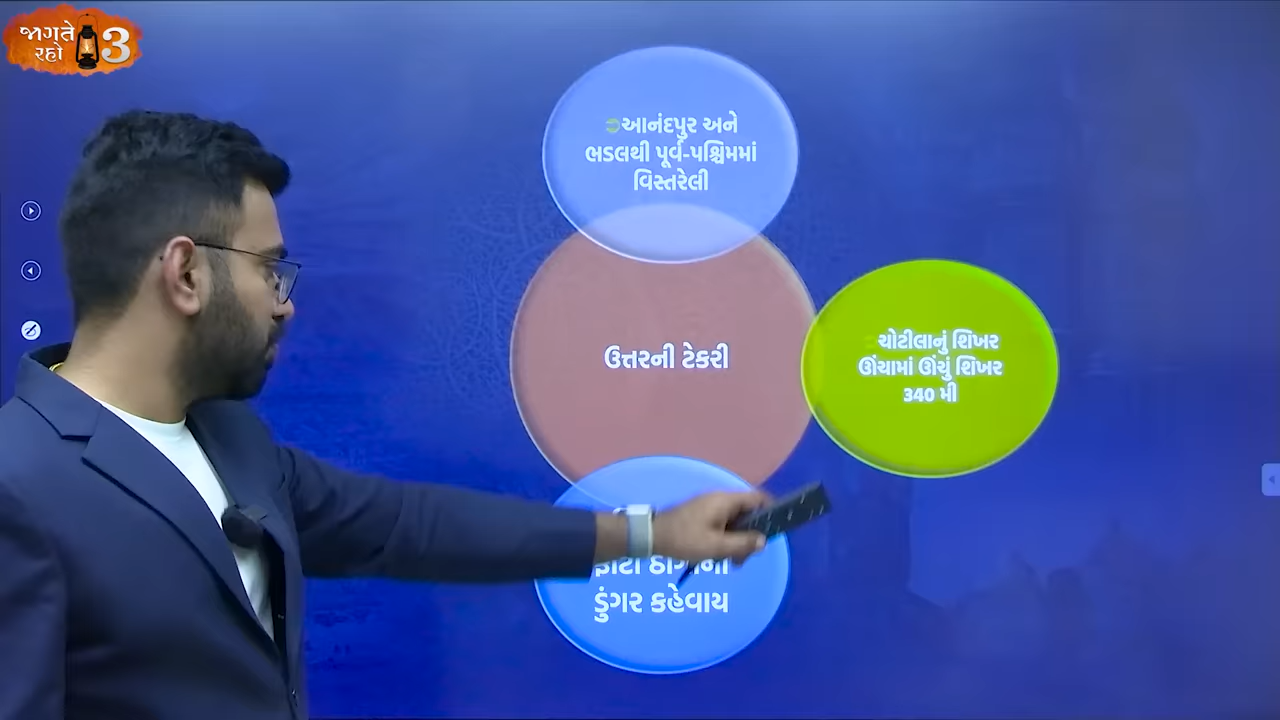 જાગતે
રહો 3
આનંદપુર અને
ભડલથી પૂર્વ-પશ્ચિમમાં
વિસ્તરેલી
ઉત્તરની ટેકરી
ચોટીલાનું શિખર
ઊંચામાં ઊંચું શિખર
340 મી
ડુંગર કહેવાય